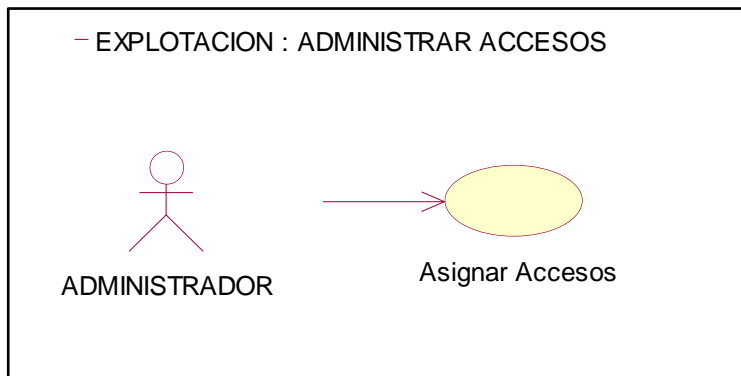 – EXPLOTACION : ADMINISTRAR ACCESOS
ADMINISTRADOR
Asignar Accesos